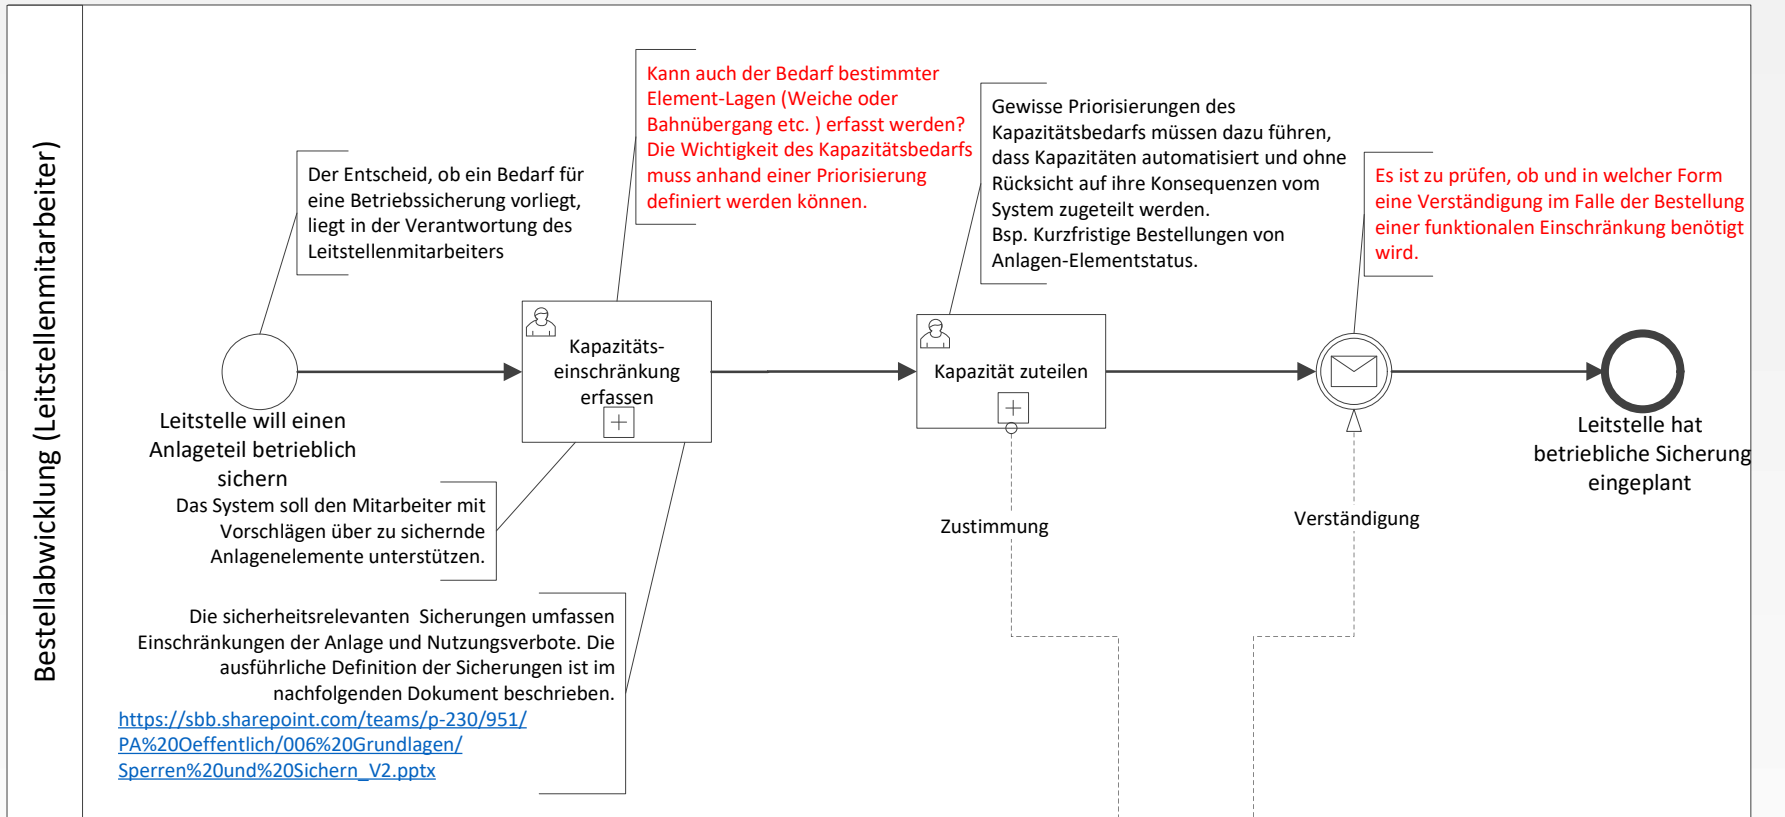 Bestellabwicklung (Leitstellenmitarbeiter)
Der Entscheid, ob ein Bedarf für
eine Betriebssicherung vorliegt,
liegt in der Verantwortung des
Leitstellenmitarbeiters
Kann auch der Bedarf bestimmter
Element-Lagen (Weiche oder
Bahnübergang etc. ) erfasst werden?
Die Wichtigkeit des Kapazitätsbedarfs
muss anhand einer Priorisierung
definiert werden können.
Gewisse Priorisierungen des
Kapazitätsbedarfs müssen dazu führen,
dass Kapazitäten automatisiert und ohne
Rücksicht auf ihre Konsequenzen vom
System zugeteilt werden.
Bsp. Kurzfristige Bestellungen von
Anlagen-Elementstatus.
Es ist zu prüfen, ob und in welcher Form
eine Verständigung im Falle der Bestellung
einer funktionalen Einschränkung benötigt
wird.
Leitstelle will einen
Anlageteil betrieblich
sichern
Kapazitäts-
einschränkung
erfassen
Kapazität zuteilen
Leitstelle hat
betriebliche Sicherung
eingeplant
Das System soll den Mitarbeiter mit
Vorschlägen über zu sichernde
Anlagenelemente unterstützen.
Zustimmung
Verständigung
Die sicherheitsrelevanten  Sicherungen umfassen
Einschränkungen der Anlage und Nutzungsverbote. Die
ausführliche Definition der Sicherungen ist im
nachfolgenden Dokument beschrieben.
https://sbb.sharepoint.com/teams/p-230/951/
PA%20Oeffentlich/006%20Grundlagen/
Sperren%20und%20Sichern_V2.pptx